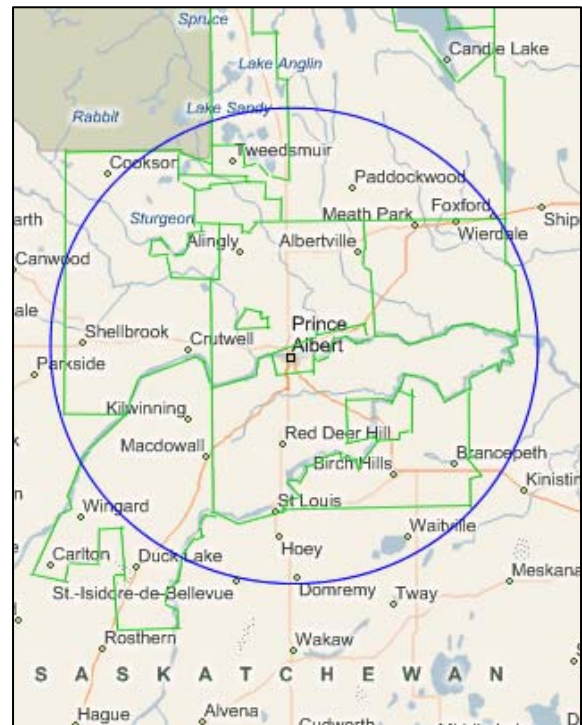 Spruce
Candle Lake
Lake Anglin
Rabbit
Lake Sandy
Cookson
Tweedsmuir
Paddockwood
Foxford
Ship
arth
Sturgeon
Meath Park
Wierdale
Canwood
Alingly
Albertville
ale
Prince
Albert
Shellbrook
Crutwell
Parkside
Kilwinning
Red Deer Hill
Macdowall
Birch Hills
Brancepeth
Kinistin
Wingard
St Louis
Waitville
Carlton
Duck Lake
Hoey
Meskana
St.-Isidore-de-Bellevue
Domremy
Tway
Rosthern
Wakaw
SASKATCHEWAN
Hague
Alvena
Cudworth